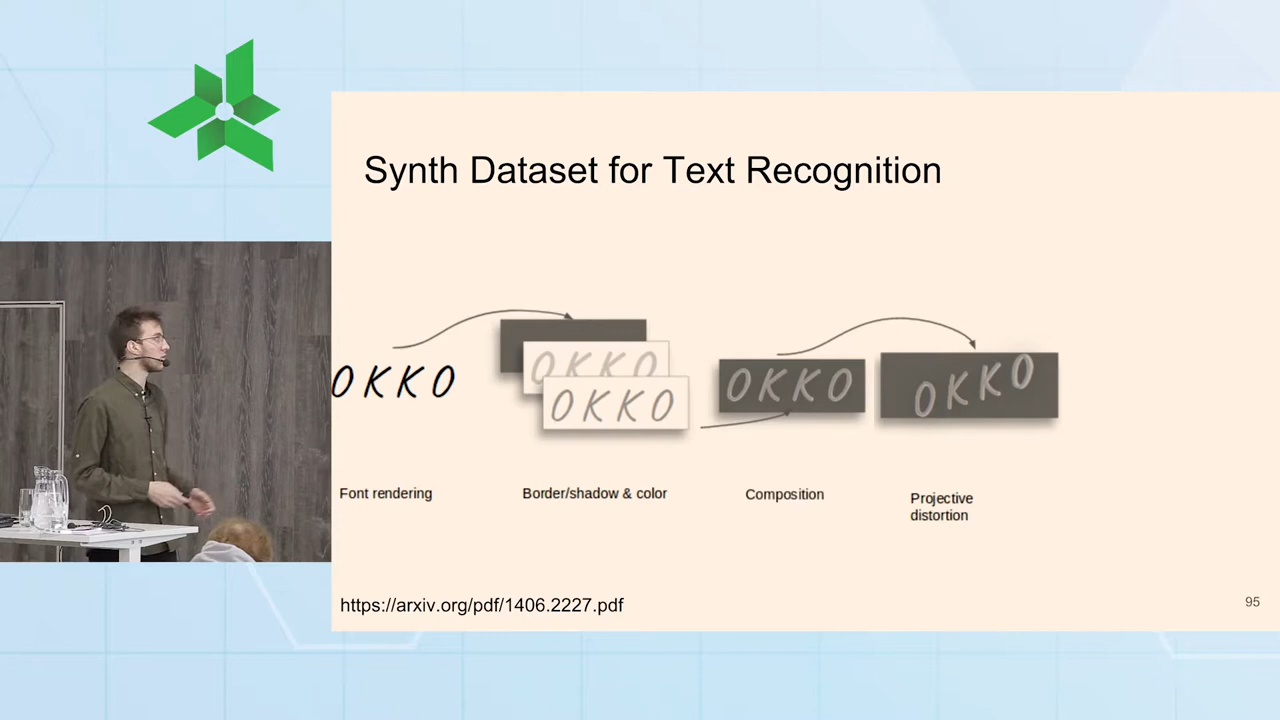 Synth Dataset for Text Recognition
OKKO
OKKO
OKKO
OKKO
OKKO
Font rendering
Border/shadow & color
Composition
Projective
distortion
https://arxiv.org/pdf/1406.2227.pdf
95